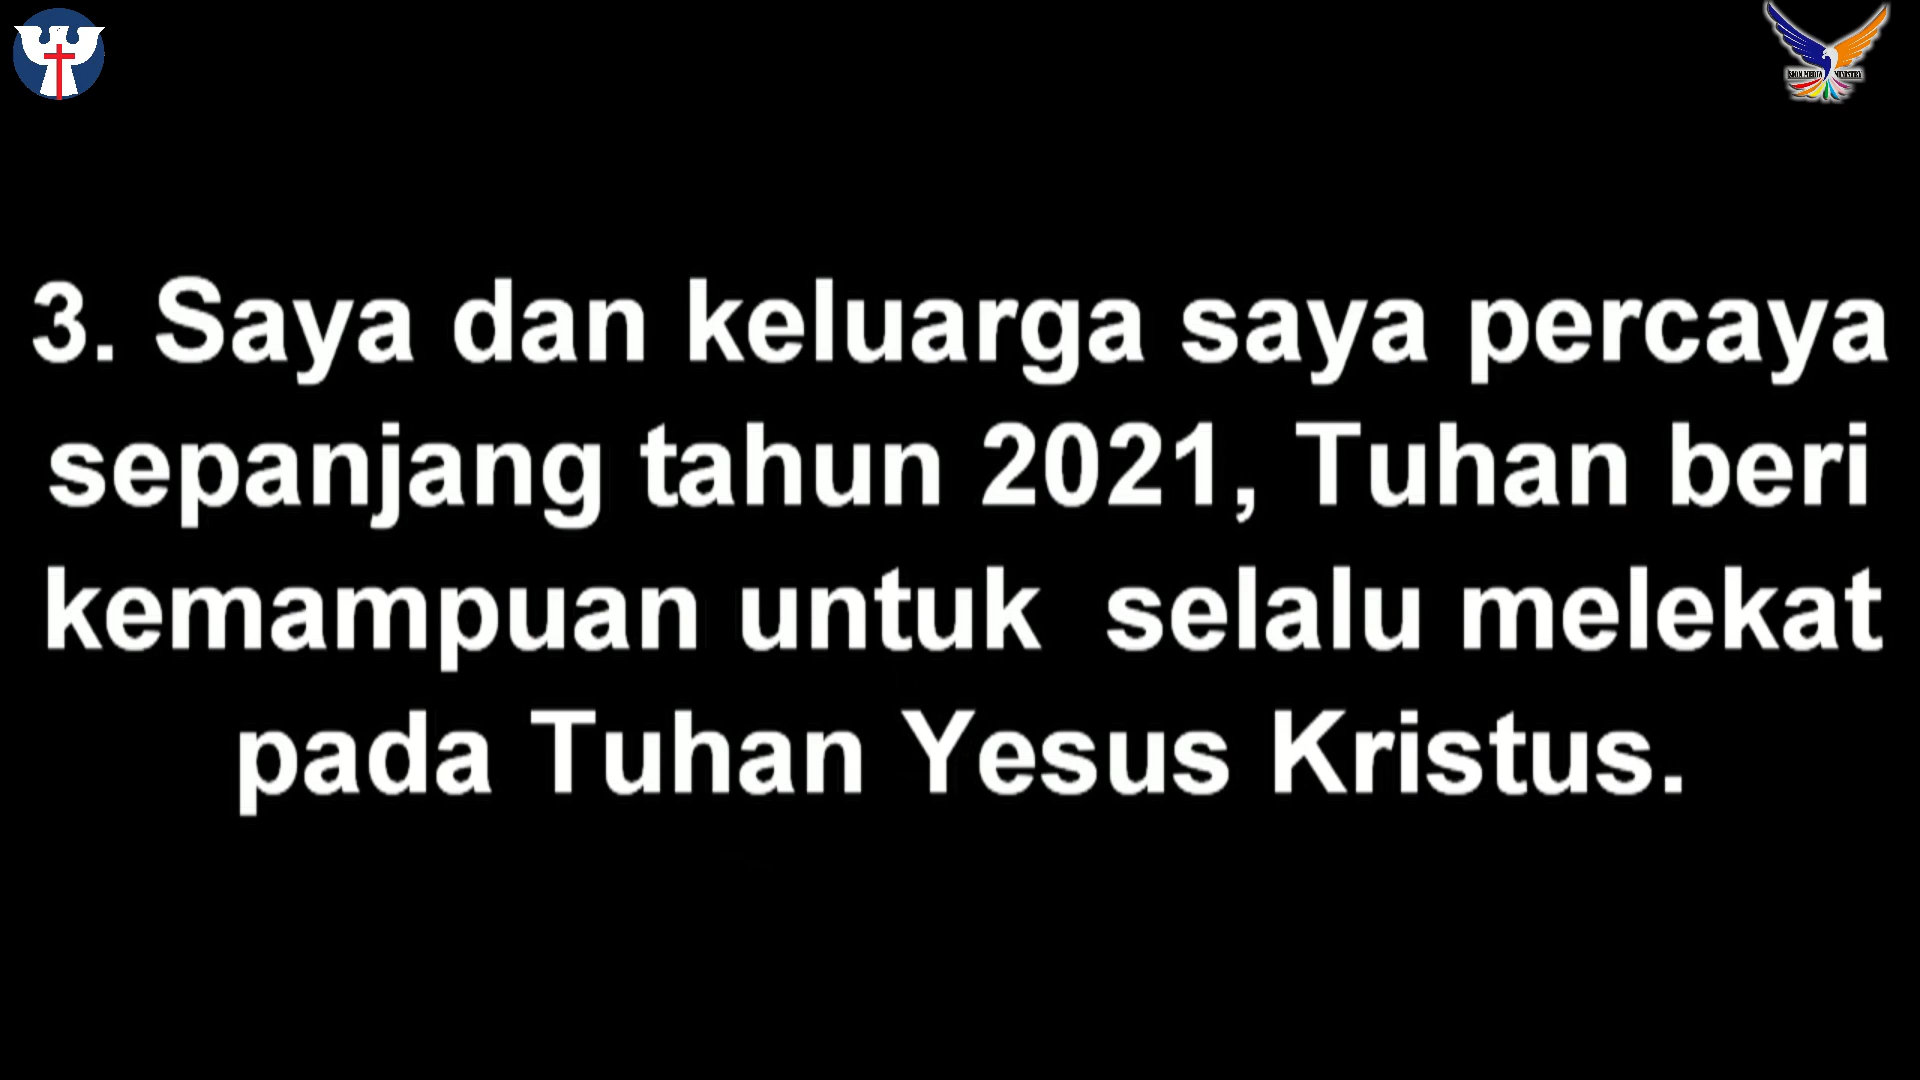 3. Saya dan keluarga saya percaya
sepanjang tahun 2021, Tuhan beri
kemampuan untuk  selalu melekat
pada Tuhan Yesus Kristus.